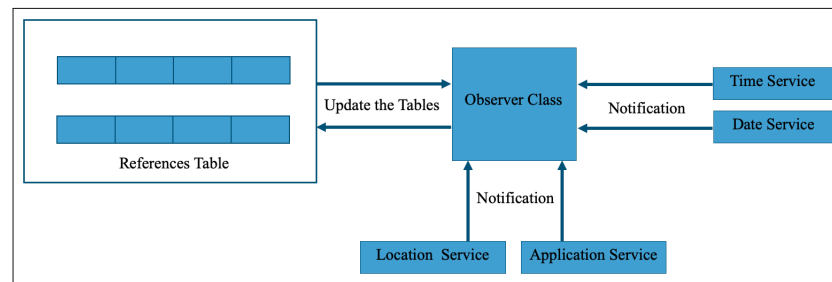 Time Service
Observer Class
Update the Tables
Notification
Date Service
References Table
Notification
Location Service
Application Service